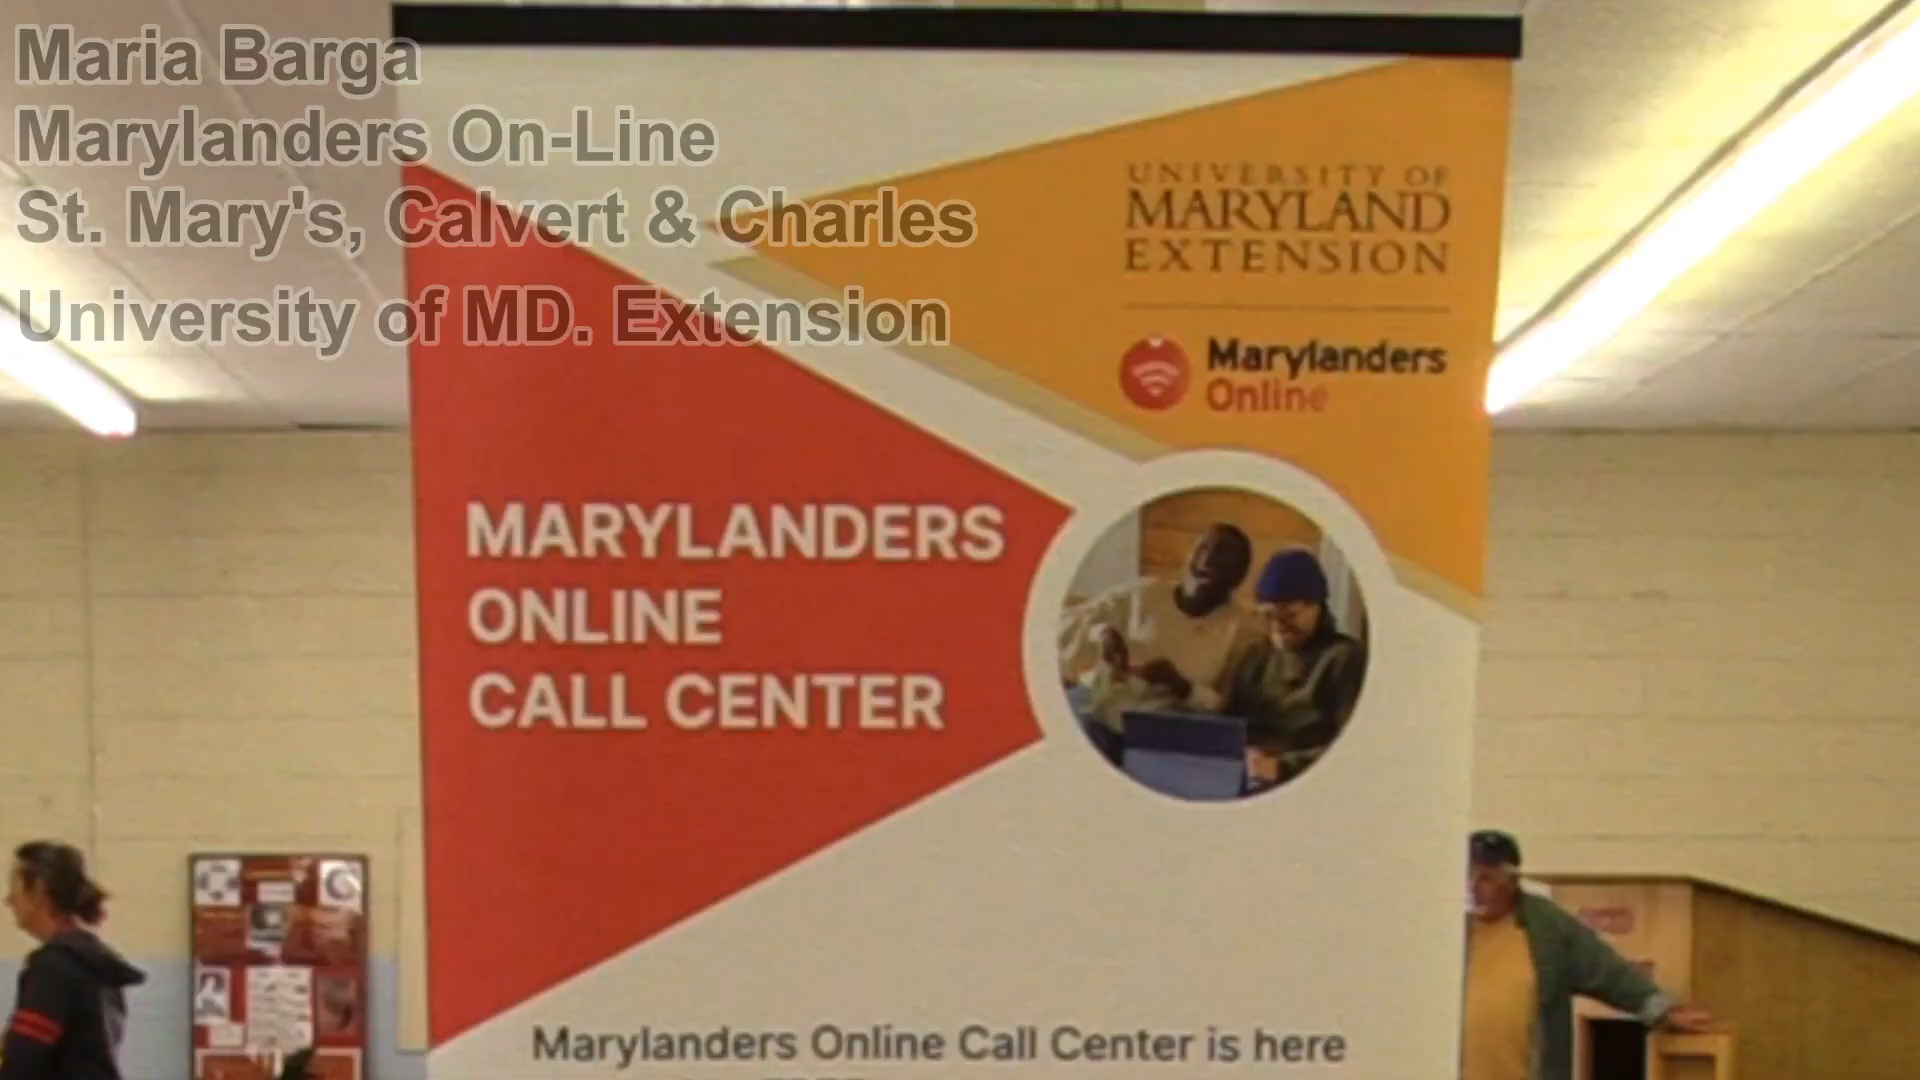 Maria Barga
Marylanders On-Line
St. Mary's, Calvert & Charles
University of MD. Extension
UNIVERSITY OF
MARYLAND
EXTENSION
Marylanders
Online
MARYLANDERS
ONLINE
CALL CENTER
Marylanders Online Call Center is here